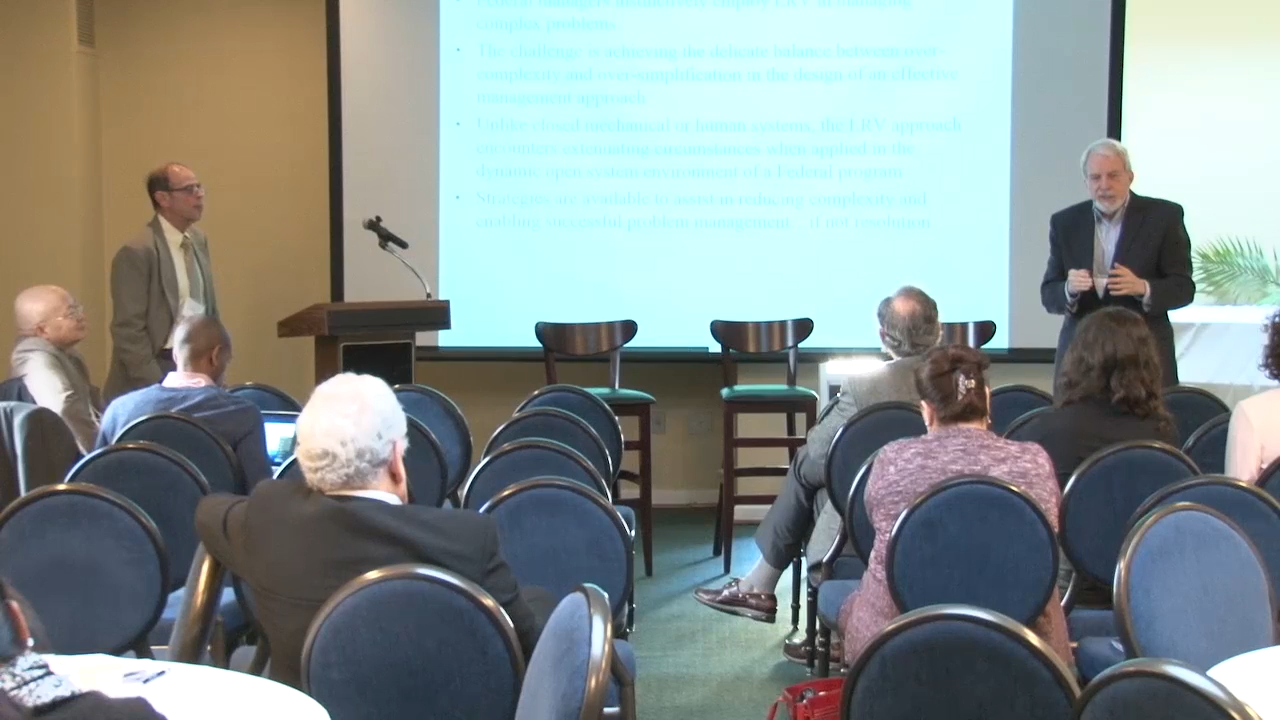 Federal managers instinctively employ ERV in managing
complex problems.
• The challenge is achieving the delicate balance between over-
complexity and over-simplification in the design of an effective
management approach
• Unlike closed mechanical or human systems, the ERV approach
encounters extenuating circumstances when applied in the
dynamic open system environment of a Federal program
• Strategies are available to assist in reducing complexity and
enabling successful problem management – if not resolution